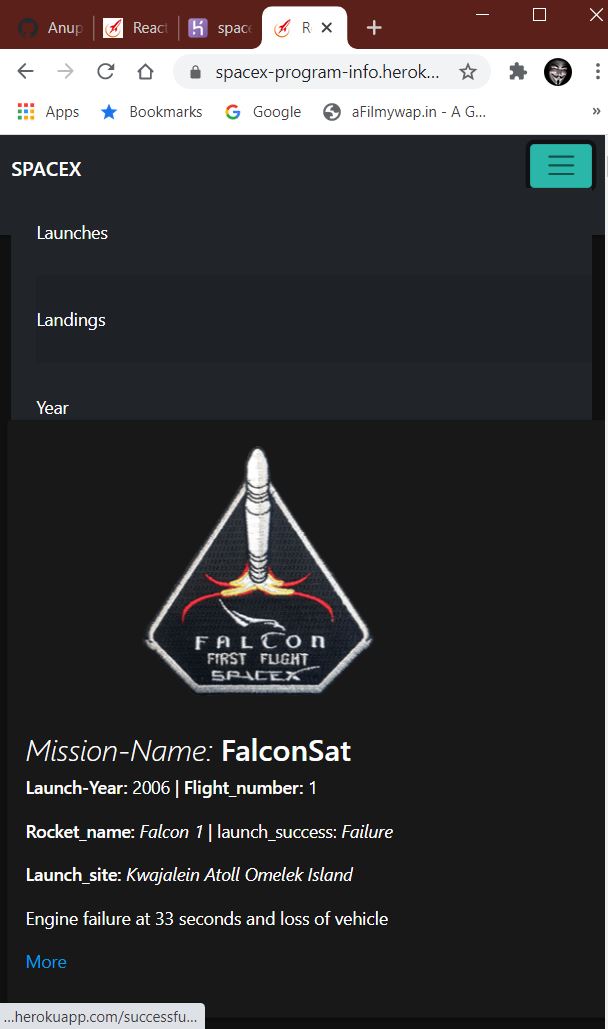 Anup
React
space
R
spacex-program-info.herok...
Apps
Bookmarks
Google
aFilmywap.in - A G...
»
SPACEX
Launches
Landings
Year
FALCON
FIRST FLIGHT
SPACEX
Mission-Name: FalconSat
Launch-Year: 2006 | Flight_number: 1
Rocket_name: Falcon 1 | launch_success: Failure
Launch_site: Kwajalein Atoll Omelek Island
Engine failure at 33 seconds and loss of vehicle
More
...herokuapp.com/successfu...